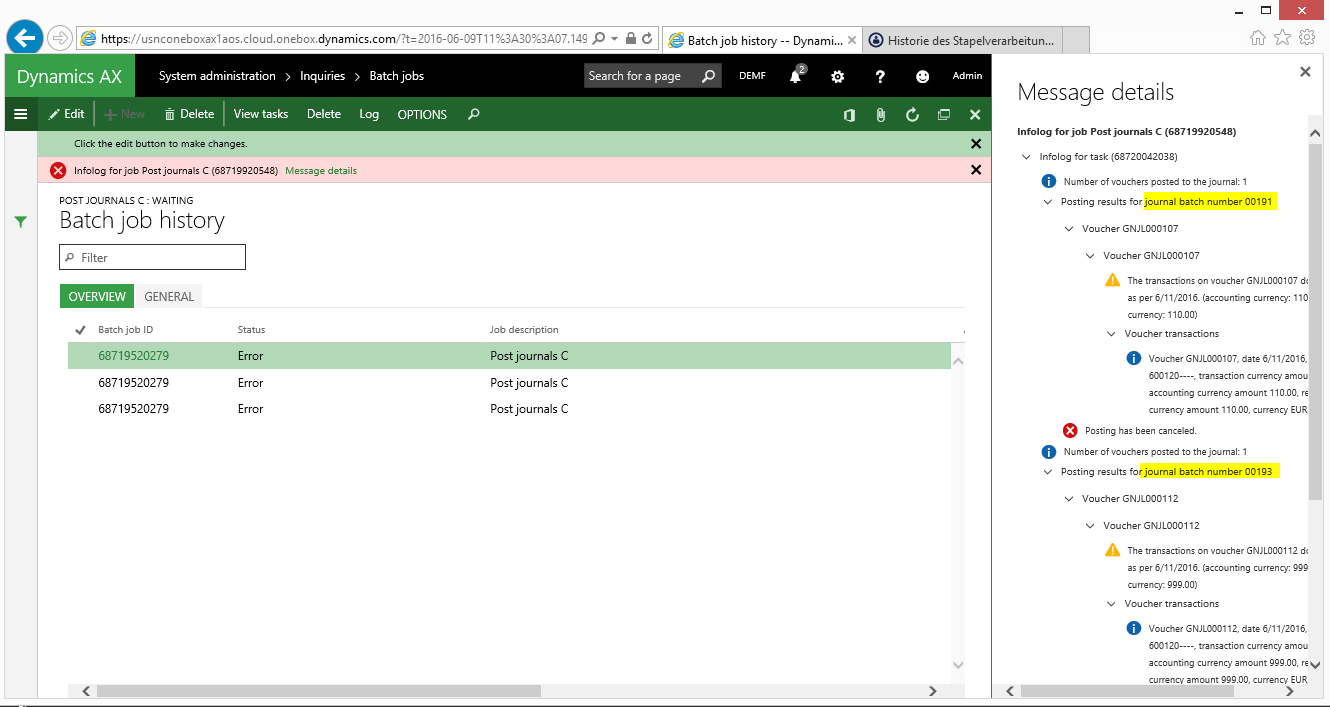 https://usnconeboxax1aos.cloud.onebox.dynamics.com/?t=2016-06-09T11%3A30%3A07.149
Batch job history -- Dynami...
Historie des Stapelverarbeitun...
Dynamics AX
System administration > Inquiries > Batch jobs
Search for a page
DEMF
2
?
Admin
Edit
New
Delete
View tasks
Delete
Log
OPTIONS
Click the edit button to make changes.
Infolog for job Post journals C (68719920548) Message details
POST JOURNALS C : WAITING
Batch job history
Filter
OVERVIEW
GENERAL
Batch job ID Status Job description
68719520279 Error Post journals C
68719520279 Error Post journals C
68719520279 Error Post journals C
Message details
Infolog for job Post journals C (68719920548)
Infolog for task (68720042038)
Number of vouchers posted to the journal: 1
Posting results for journal batch number 00191
Voucher GNJL000107
Voucher GNJL000107
The transactions on voucher GNJL000107 do
as per 6/11/2016. (accounting currency: 110
currency: 110.00)
Voucher transactions
Voucher GNJL000107, date 6/11/2016,
600120----, transaction currency amou
accounting currency amount 110.00, re
currency amount 110.00, currency EUR
Posting has been canceled.
Number of vouchers posted to the journal: 1
Posting results for journal batch number 00193
Voucher GNJL000112
Voucher GNJL000112
The transactions on voucher GNJL000112 do
as per 6/11/2016. (accounting currency: 999
currency: 999.00)
Voucher transactions
Voucher GNJL000112, date 6/11/2016,
600120----, transaction currency amou
accounting currency amount 999.00, re
currency amount 999.00, currency EUR